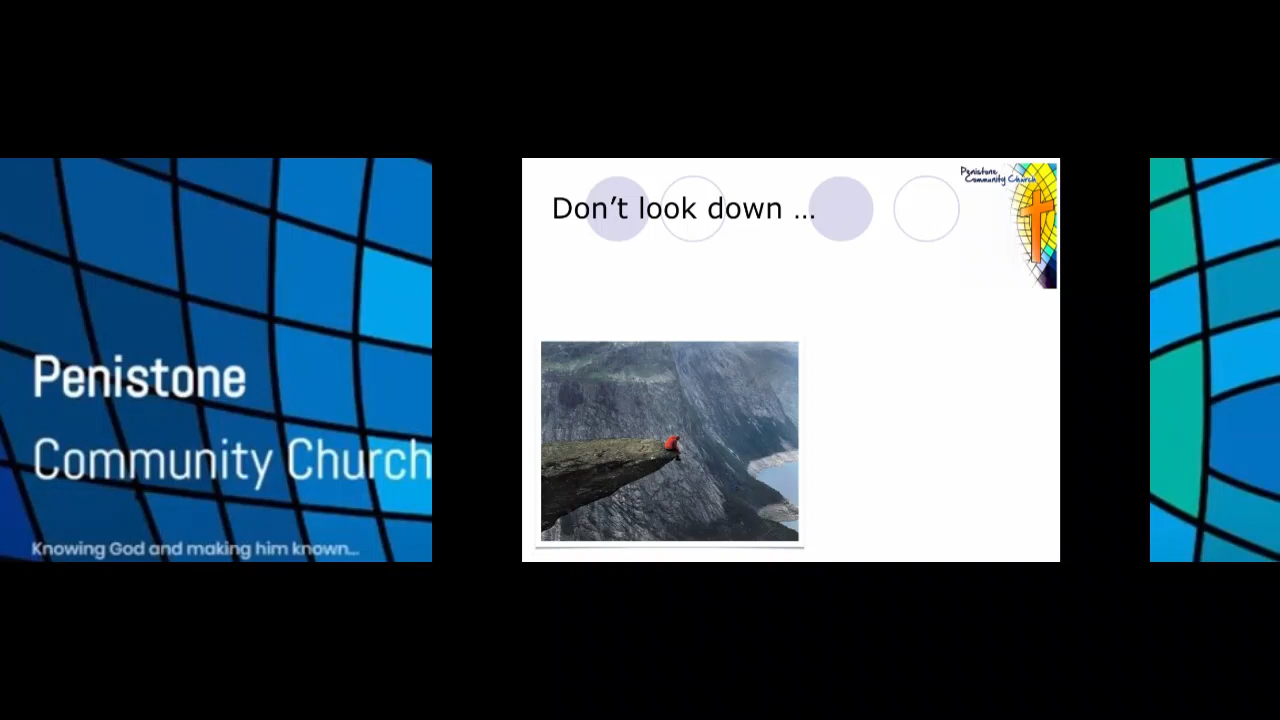 Penistone
Community Church
Knowing God and making him known...
Don't look down ...
Penistone
Community Church